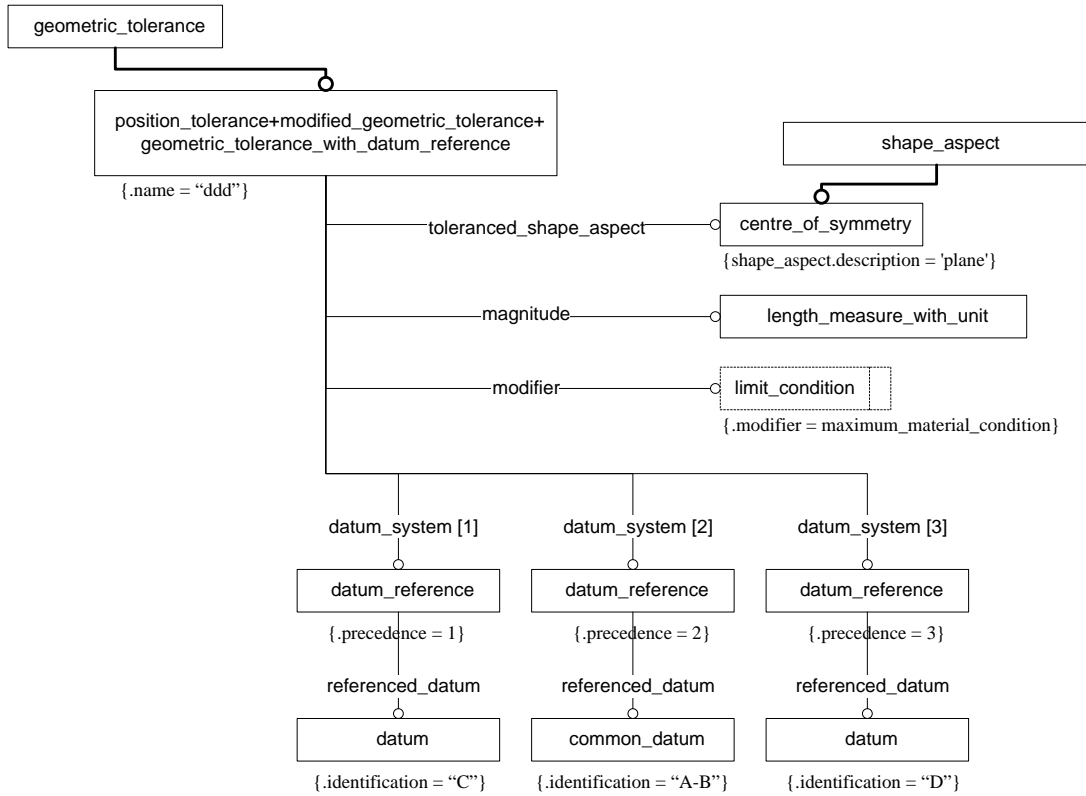 geometric_tolerance
position_tolerance+modified_geometric_tolerance+
geometric_tolerance_with_datum_reference
{.name = “ddd”}
shape_aspect
toleranced_shape_aspect
centre_of_symmetry
{shape_aspect.description = 'plane'}
magnitude
length_measure_with_unit
modifier
limit_condition
{.modifier = maximum_material_condition}
datum_system [1]
datum_system [2]
datum_system [3]
datum_reference
datum_reference
datum_reference
{.precedence = 1}
{.precedence = 2}
{.precedence = 3}
referenced_datum
referenced_datum
referenced_datum
datum
common_datum
datum
{.identification = “C”}
{.identification = “A-B”}
{.identification = “D”}